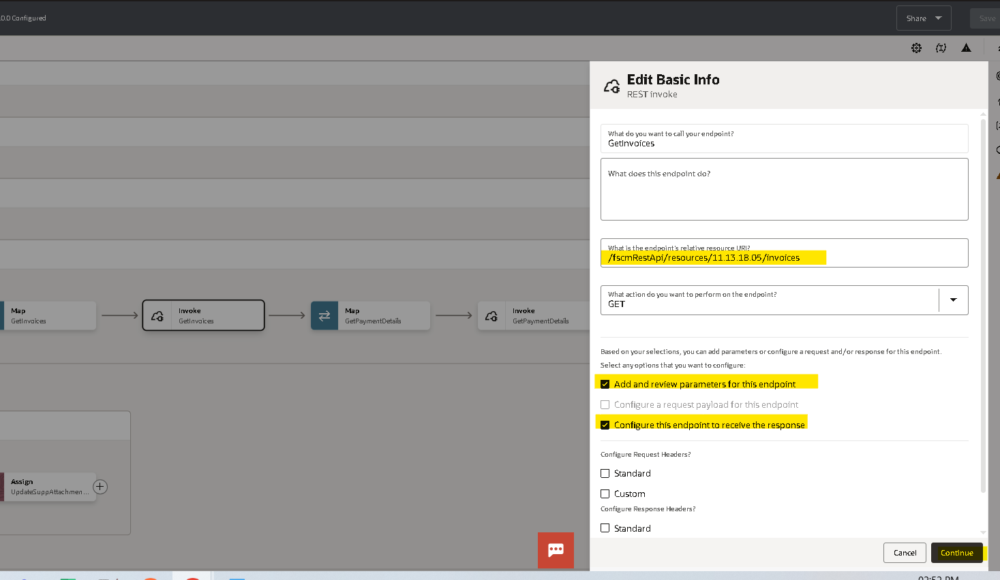 .0.0 Configured
Share
Save
Edit Basic Info
REST invoke
What do you want to call your endpoint?
GetInvoices
What does this endpoint do?
What is the endpoint's relative resource URI?
/fscmRestApi/resources/11.13.18.05/invoices
What action do you want to perform on the endpoint?
GET
Map
GetInvoices
Invoke
GetInvoices
Map
GetPaymentDetails
Invoke
GetPaymentDetails
Based on your selections, you can add parameters or configure a request and/or response for this endpoint.
Select any options that you want to configure:
Add and review parameters for this endpoint
Configure a request payload for this endpoint
Configure this endpoint to receive the response
Configure Request Headers?
Standard
Custom
Configure Response Headers?
Standard
Assign
UpdateSuppAttachmen...
Cancel
Continue
02:52 PM